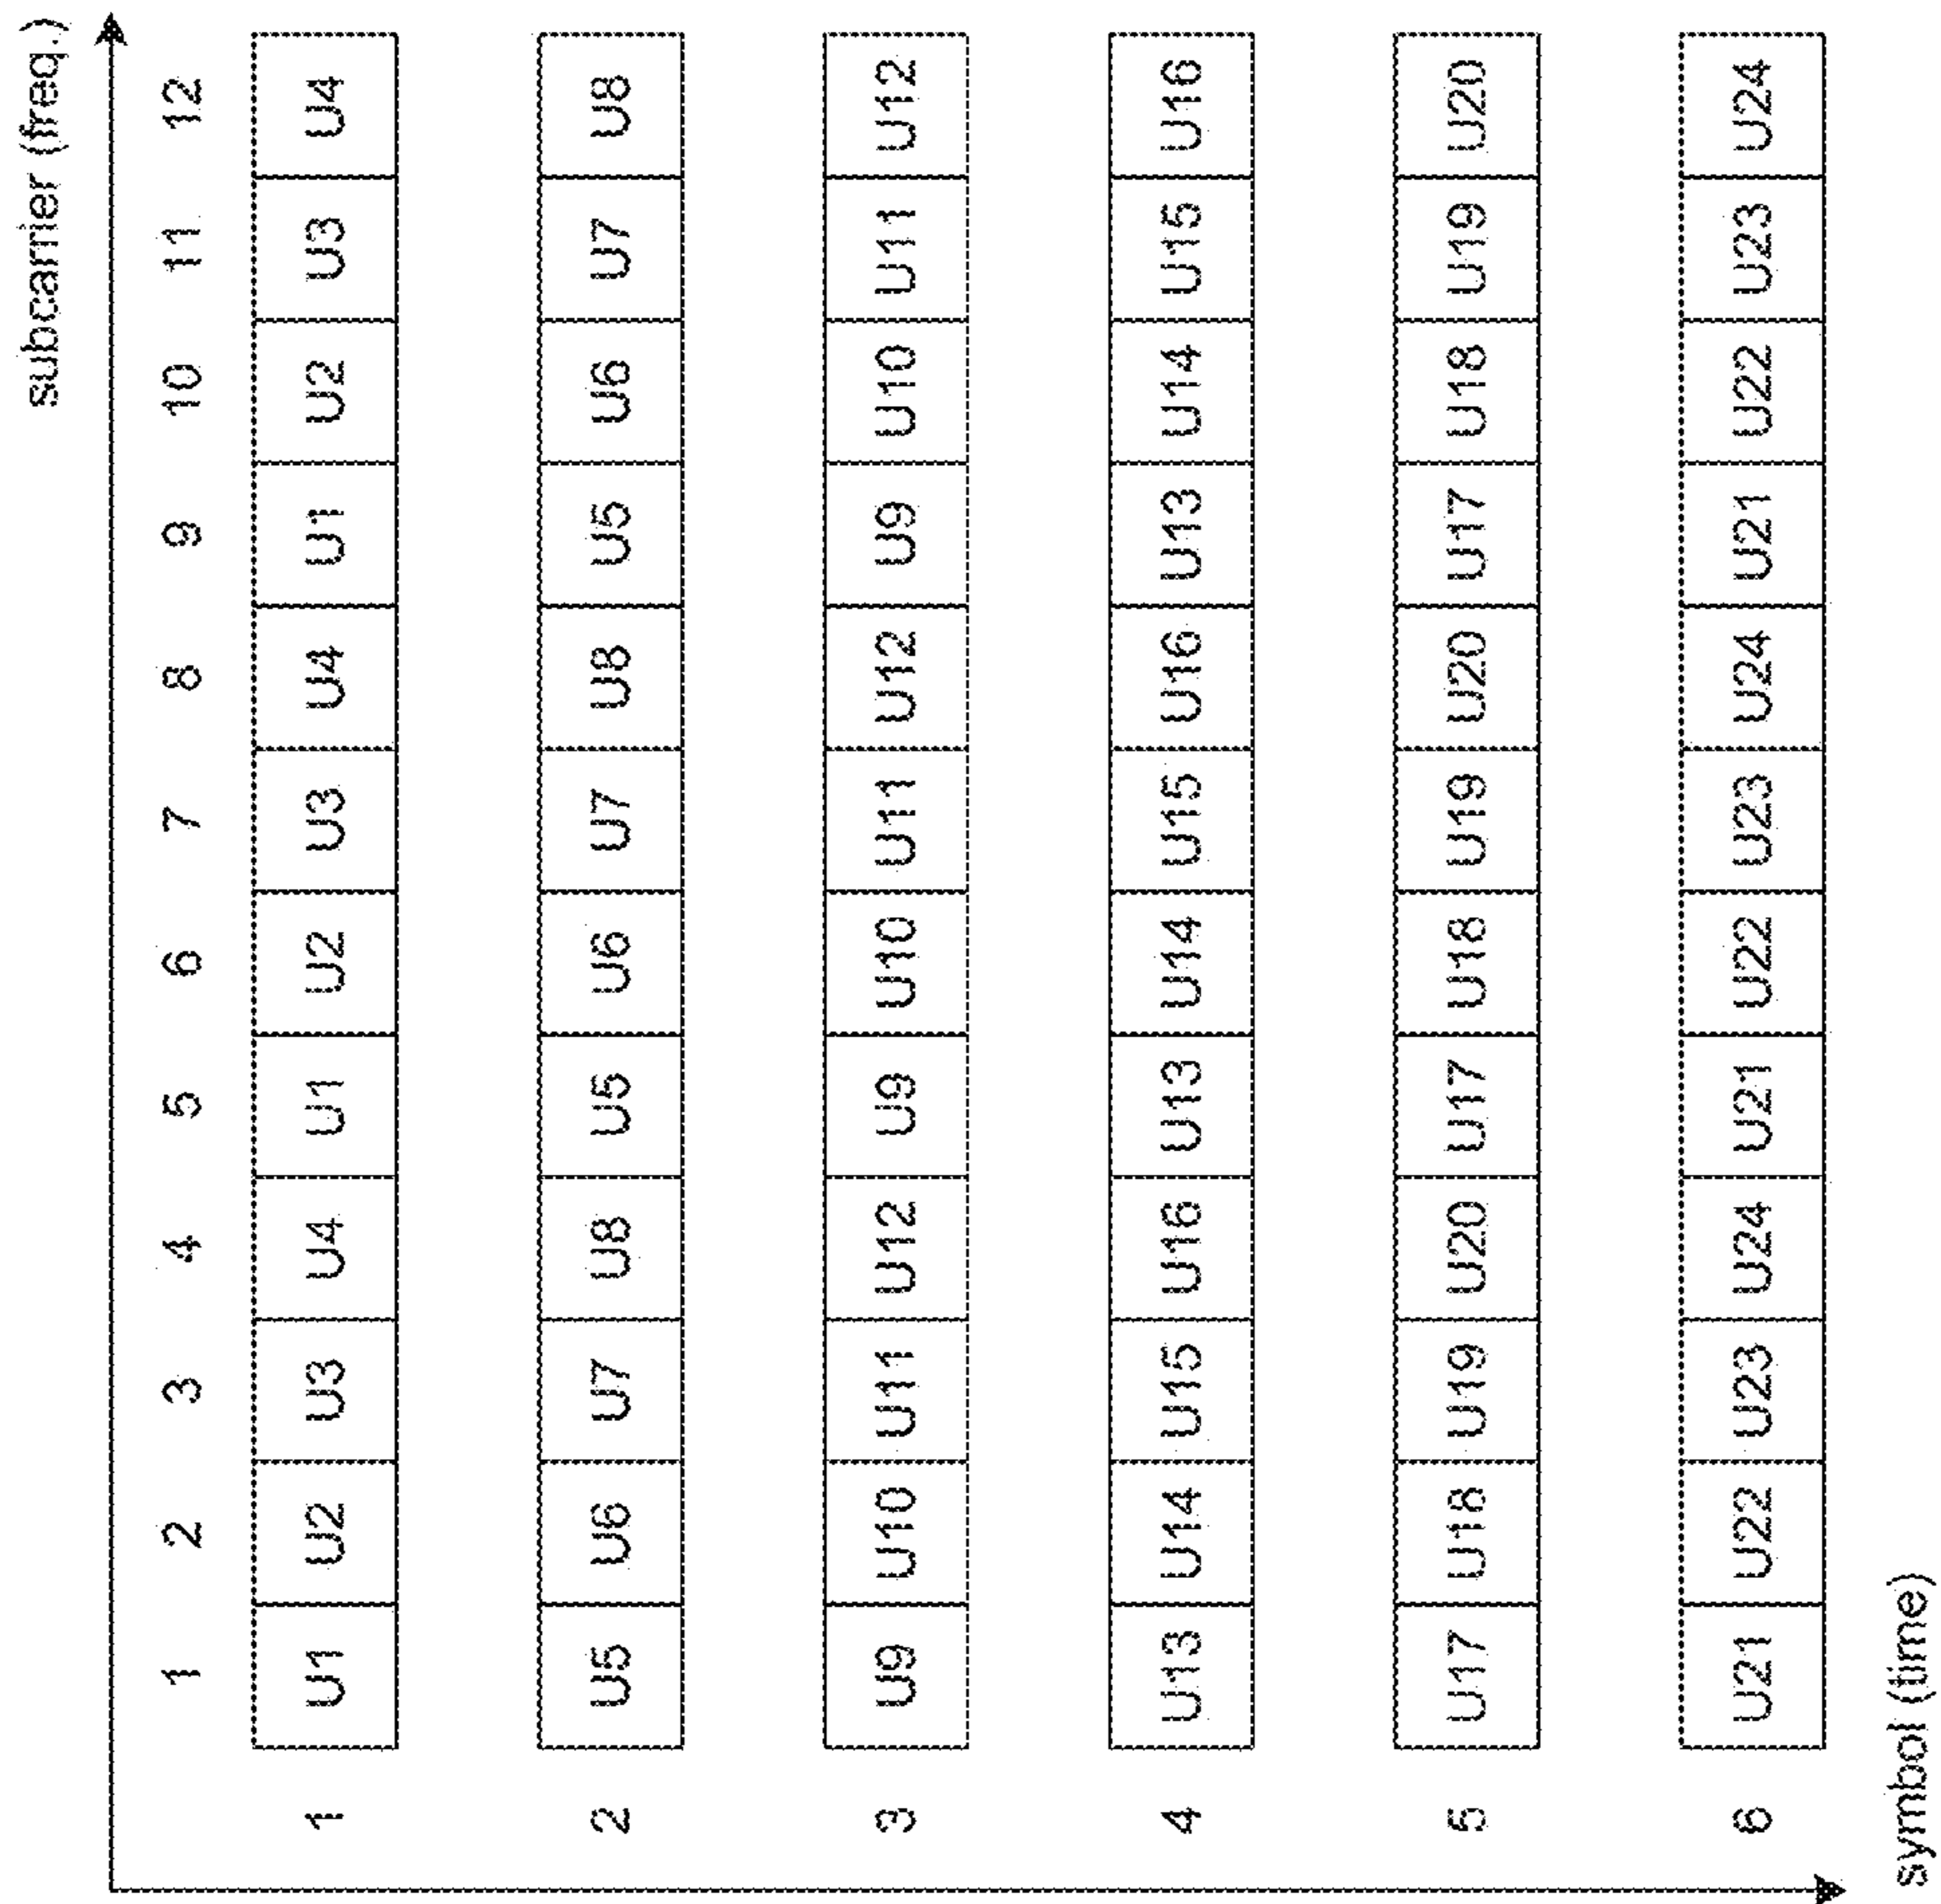 subcarrier (freq.)
1 2 3 4 5 6 7 8 9 10 11 12
1 U1 U2 U3 U4 U1 U2 U3 U4 U1 U2 U3 U4
2 U5 U6 U7 U8 U5 U6 U7 U8 U5 U6 U7 U8
3 U9 U10 U11 U12 U9 U10 U11 U12 U9 U10 U11 U12
4 U13 U14 U15 U16 U13 U14 U15 U16 U13 U14 U15 U16
5 U17 U18 U19 U20 U17 U18 U19 U20 U17 U18 U19 U20
6 U21 U22 U23 U24 U21 U22 U23 U24 U21 U22 U23 U24
symbol (time)